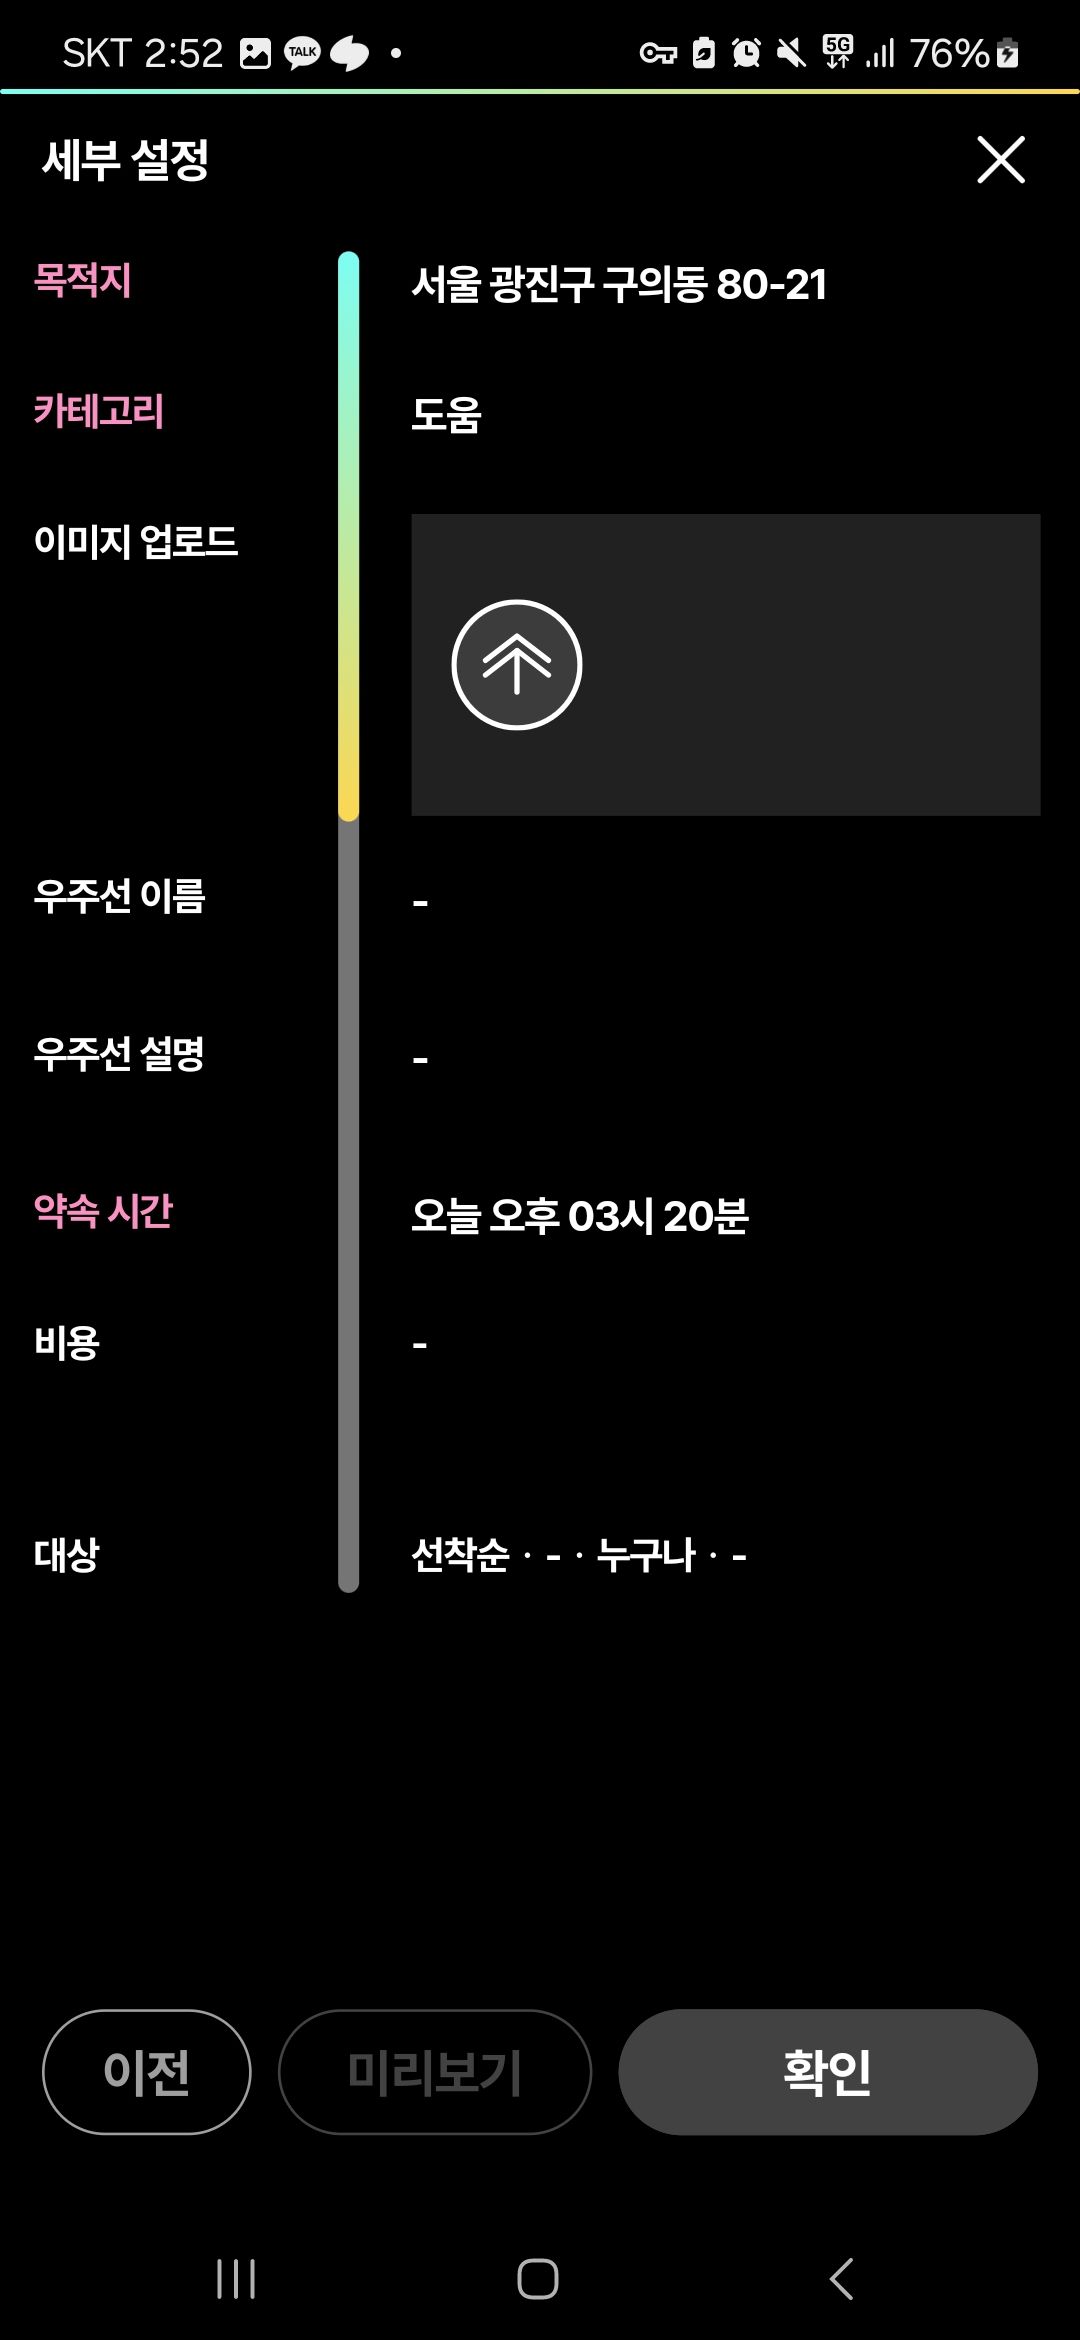 SKT 2:52 TALK 5G 76%
세부 설정
목적지 서울 광진구 구의동 80-21
카테고리 도움
이미지 업로드
우주선 이름 -
우주선 설명 -
약속 시간 오늘 오후 03시 20분
비용 -
대상 선착순 · - · 누구나 · -
이전 미리보기 확인